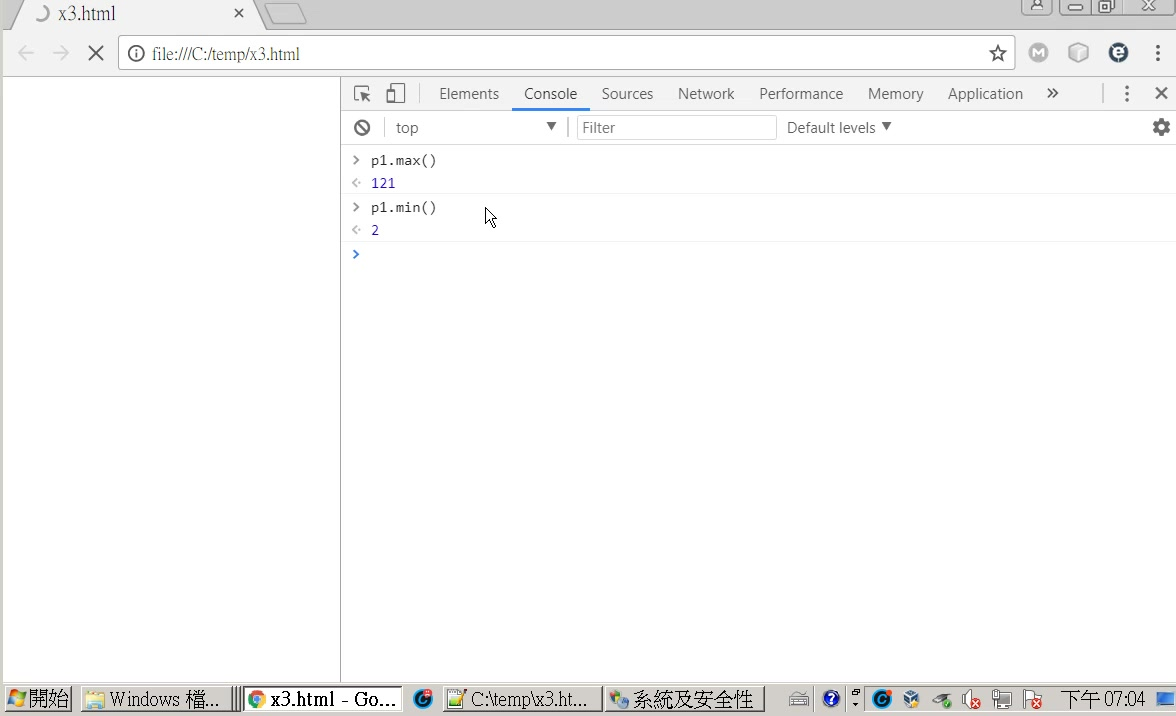 x3.html
file:///C:/temp/x3.html
Elements Console Sources Network Performance Memory Application
top Filter Default levels
p1.max()
121
p1.min()
2
開始 Windows 檔... x3.html - Go... C:\temp\x3.ht... 系統及安全性 下午 07:04